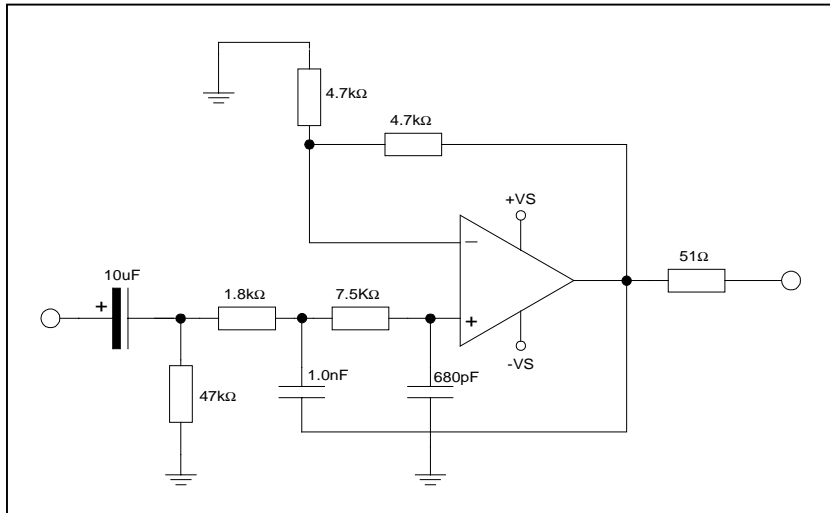 4.7kΩ
4.7kΩ
+VS
−
51Ω
10uF
+
1.8kΩ
7.5KΩ
+
-VS
1.0nF
680pF
47kΩ